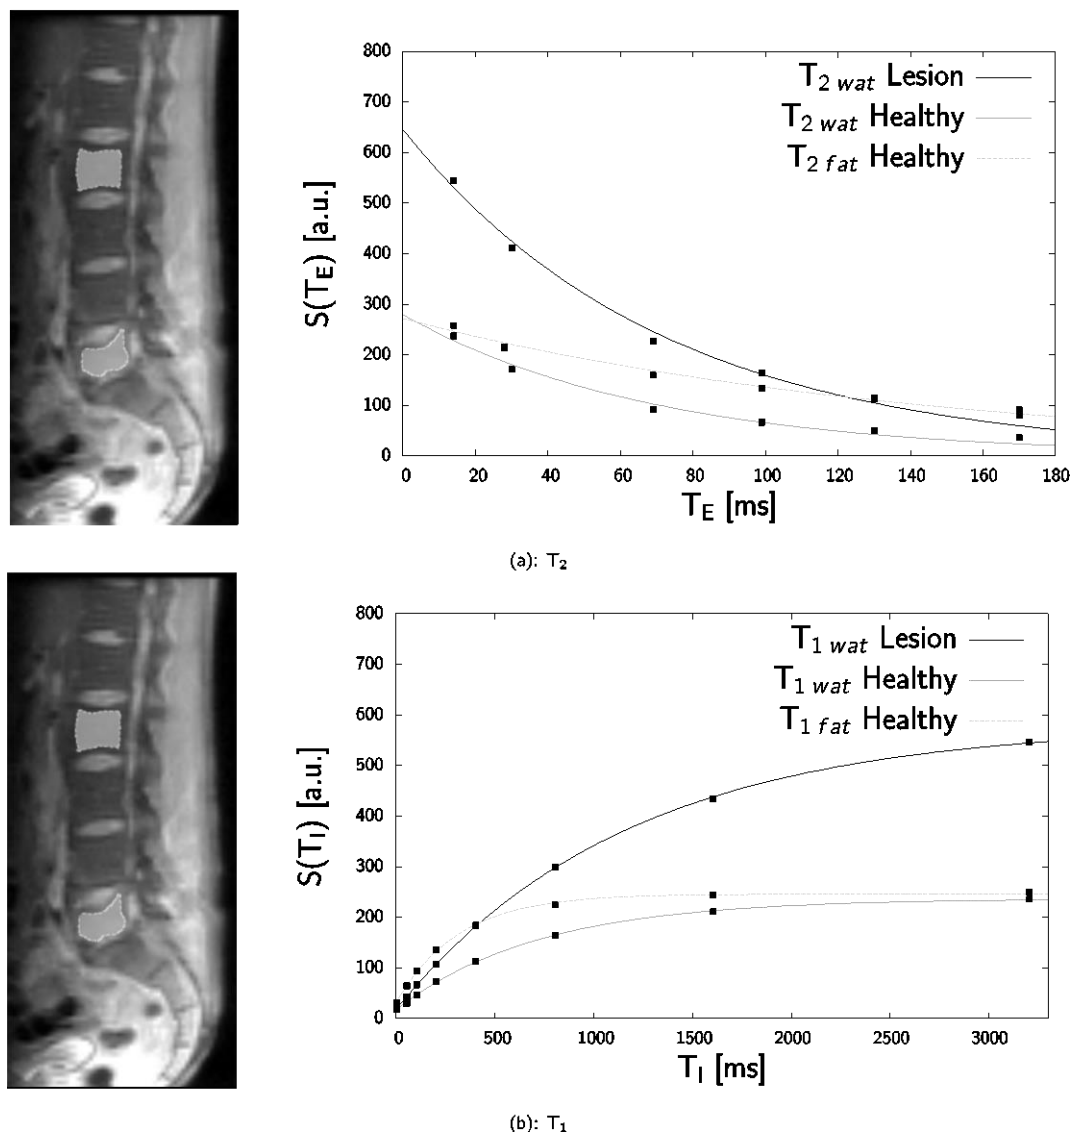 800
700
600
500
400
300
200
100
0
S(T_E) [a.u.]
T_2 wat Lesion
T_2 wat Healthy
T_2 fat Healthy
0 20 40 60 80 100 120 140 160 180
T_E [ms]
(a): T_2
800
700
600
500
400
300
200
100
0
S(T_I) [a.u.]
T_1 wat Lesion
T_1 wat Healthy
T_1 fat Healthy
0 500 1000 1500 2000 2500 3000
T_I [ms]
(b): T_1